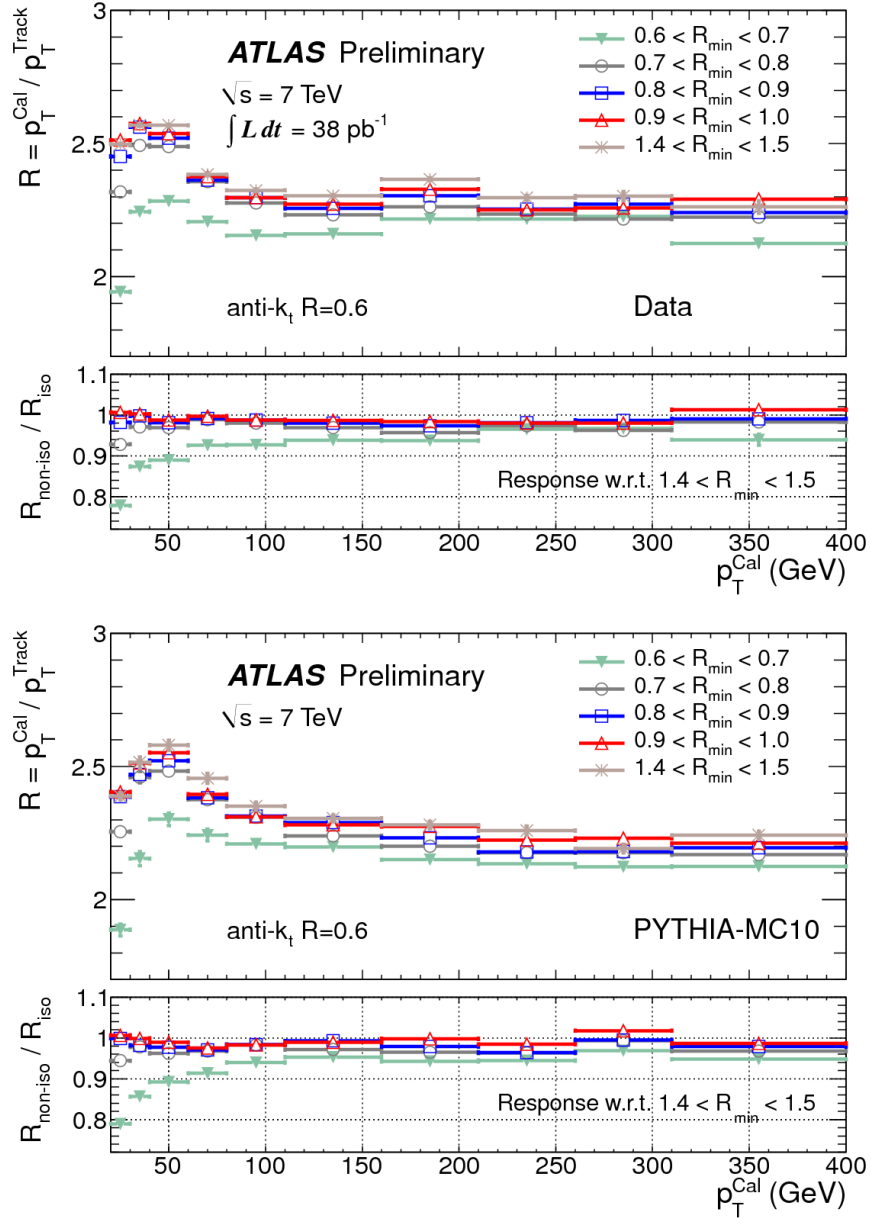 R = p_T^Cal / p_T^Track
3
2.5
2
ATLAS Preliminary
√s = 7 TeV
∫ L dt = 38 pb⁻¹
0.6 < R_min < 0.7
0.7 < R_min < 0.8
0.8 < R_min < 0.9
0.9 < R_min < 1.0
1.4 < R_min < 1.5
anti-k_t R=0.6
Data
R_non-iso / R_iso
1.1
1
0.9
0.8
Response w.r.t. 1.4 < R_min < 1.5
50 100 150 200 250 300 350 400
p_T^Cal (GeV)
R = p_T^Cal / p_T^Track
3
2.5
2
ATLAS Preliminary
√s = 7 TeV
0.6 < R_min < 0.7
0.7 < R_min < 0.8
0.8 < R_min < 0.9
0.9 < R_min < 1.0
1.4 < R_min < 1.5
anti-k_t R=0.6
PYTHIA-MC10
R_non-iso / R_iso
1.1
1
0.9
0.8
Response w.r.t. 1.4 < R_min < 1.5
50 100 150 200 250 300 350 400
p_T^Cal (GeV)